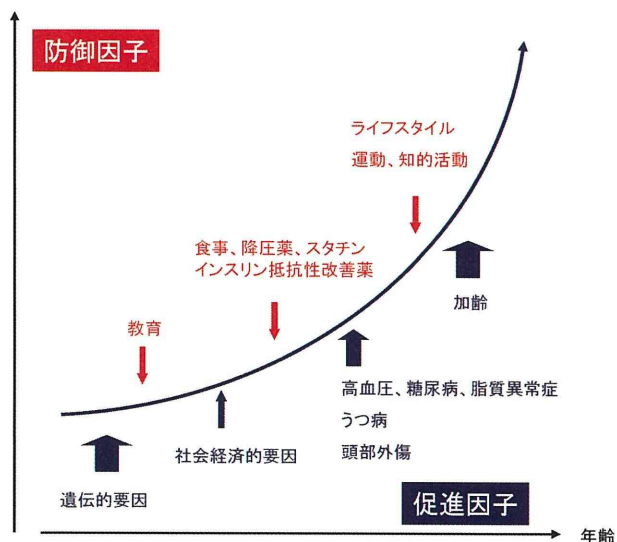 防御因子
ライフスタイル
運動、知的活動
食事、降圧薬、スタチン
インスリン抵抗性改善薬
加齢
教育
高血圧、糖尿病、脂質異常症
うつ病
頭部外傷
社会経済的要因
遺伝的要因
促進因子
年齢